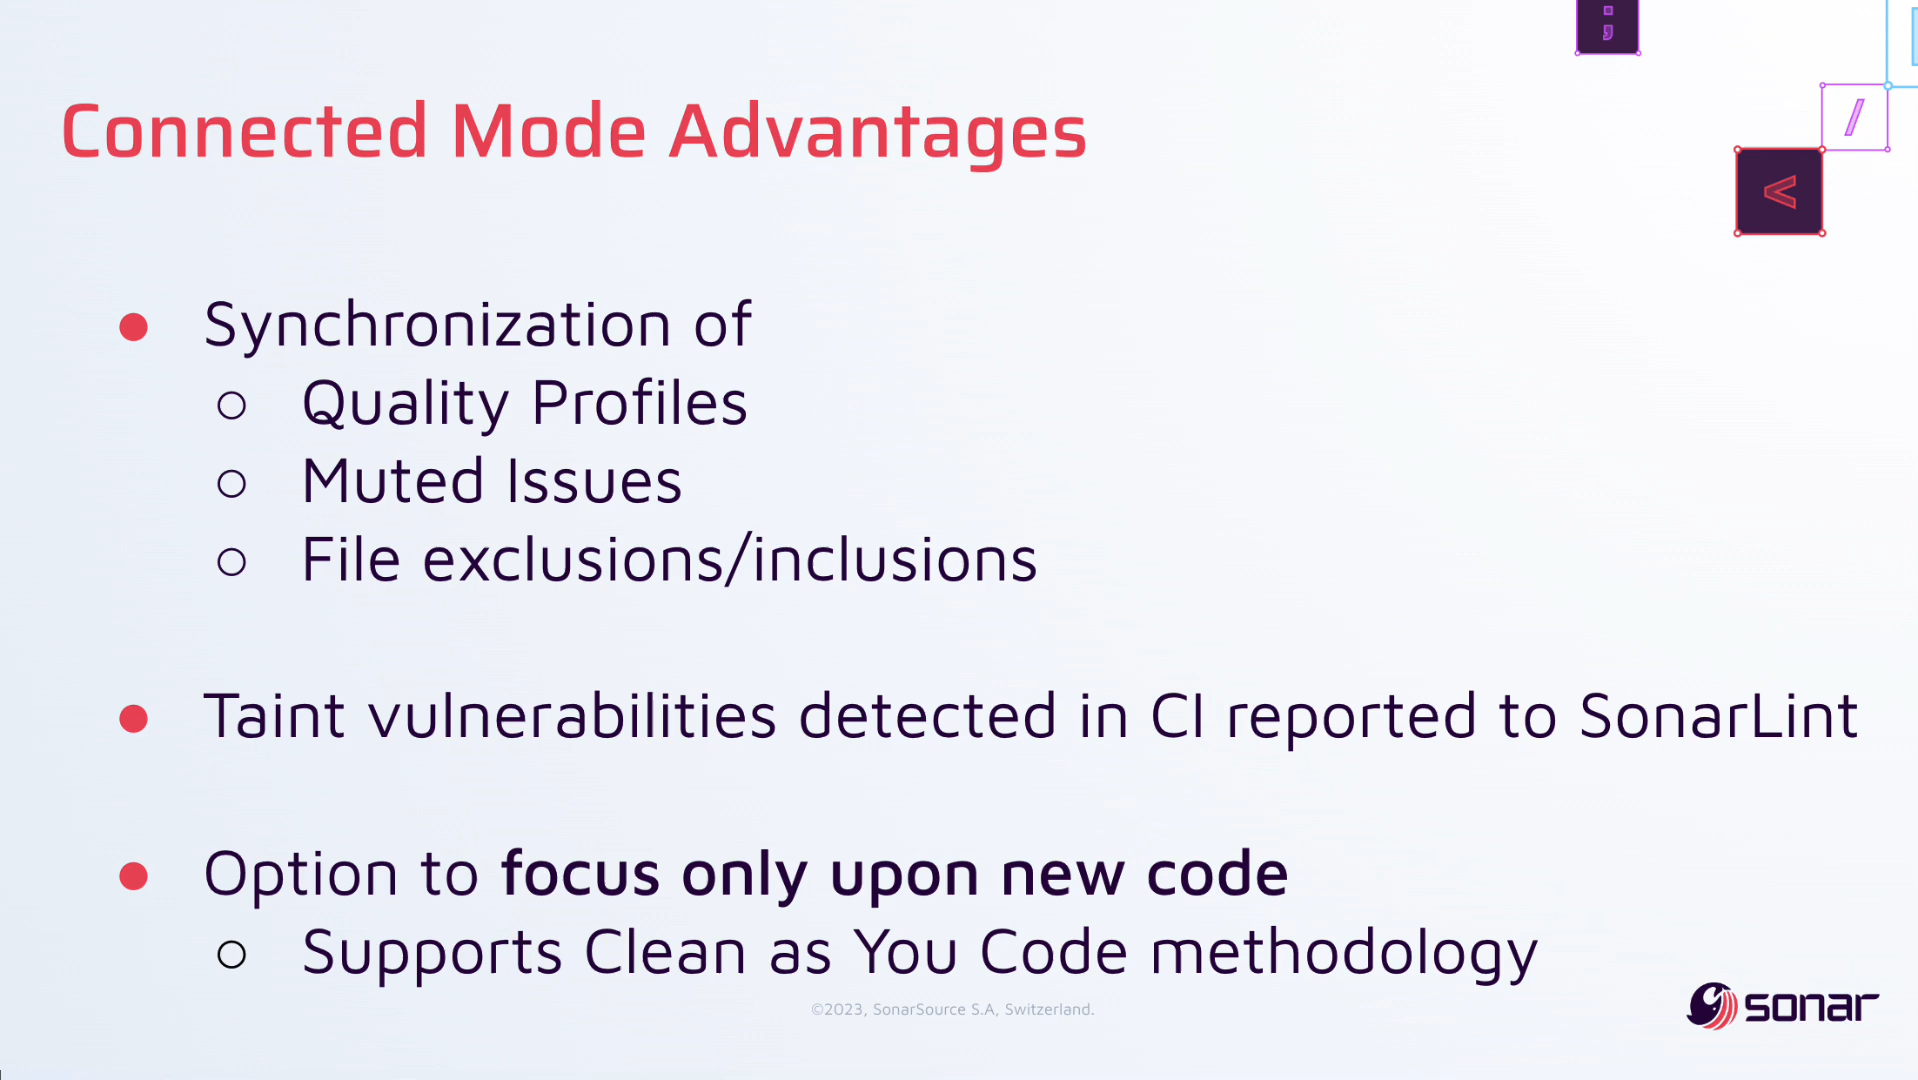 ;
/
<
Connected Mode Advantages
● Synchronization of
○ Quality Profiles
○ Muted Issues
○ File exclusions/inclusions
● Taint vulnerabilities detected in CI reported to SonarLint
● Option to focus only upon new code
○ Supports Clean as You Code methodology
©2023, SonarSource S.A, Switzerland.
sonar